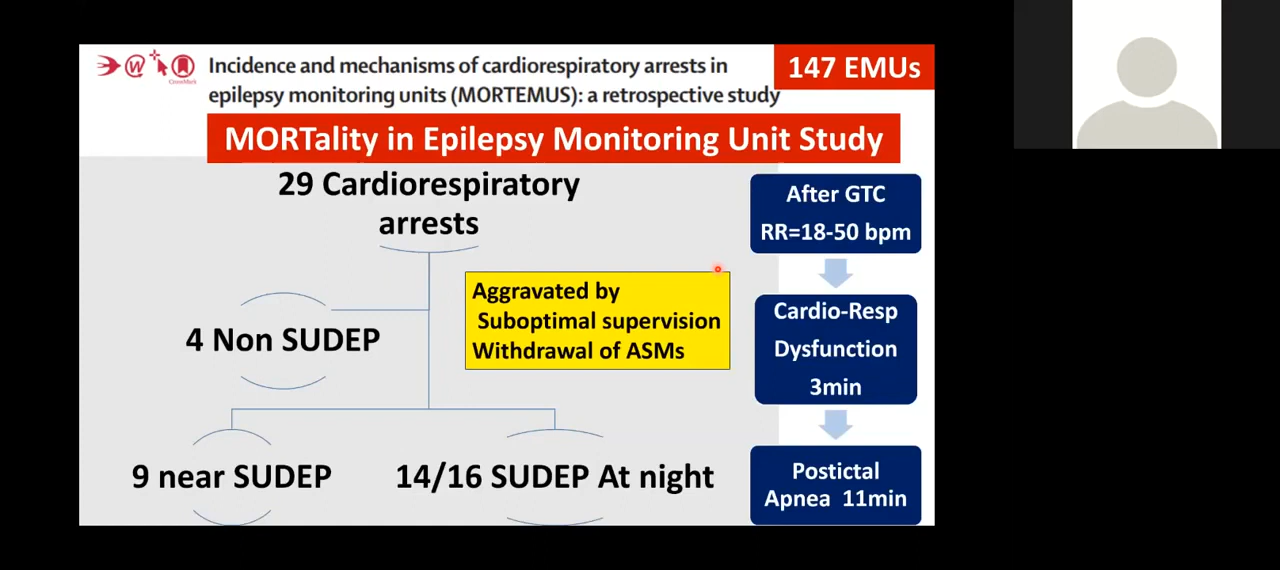 Incidence and mechanisms of cardiorespiratory arrests in
epilepsy monitoring units (MORTEMUS): a retrospective study
147 EMUs
MORTality in Epilepsy Monitoring Unit Study
29 Cardiorespiratory
arrests
4 Non SUDEP
9 near SUDEP
14/16 SUDEP At night
Aggravated by
Suboptimal supervision
Withdrawal of ASMs
After GTC
RR=18-50 bpm
Cardio-Resp
Dysfunction
3min
Postictal
Apnea 11min